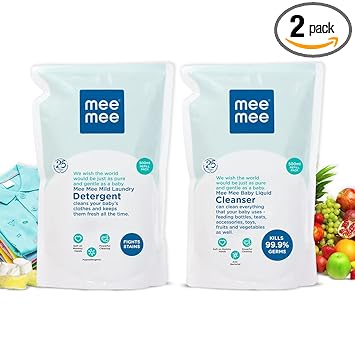 2
pack
mee
mee
25
500ml
We wish the world
would be just as pure
and gentle as a baby
Mee Mee Mild Laundry
Detergent
cleans your baby's
clothes and keeps
them fresh all the time.
FIGHTS
STAINS
mee
mee
25
500ml
We wish the world
would be just as pure
and gentle as a baby
Mee Mee Baby Liquid
Cleanser
can clean everything
that your baby uses -
feeding bottles, teats,
accessories, toys,
fruits and vegetables
as well.
KILLS
99.9%
GERMS